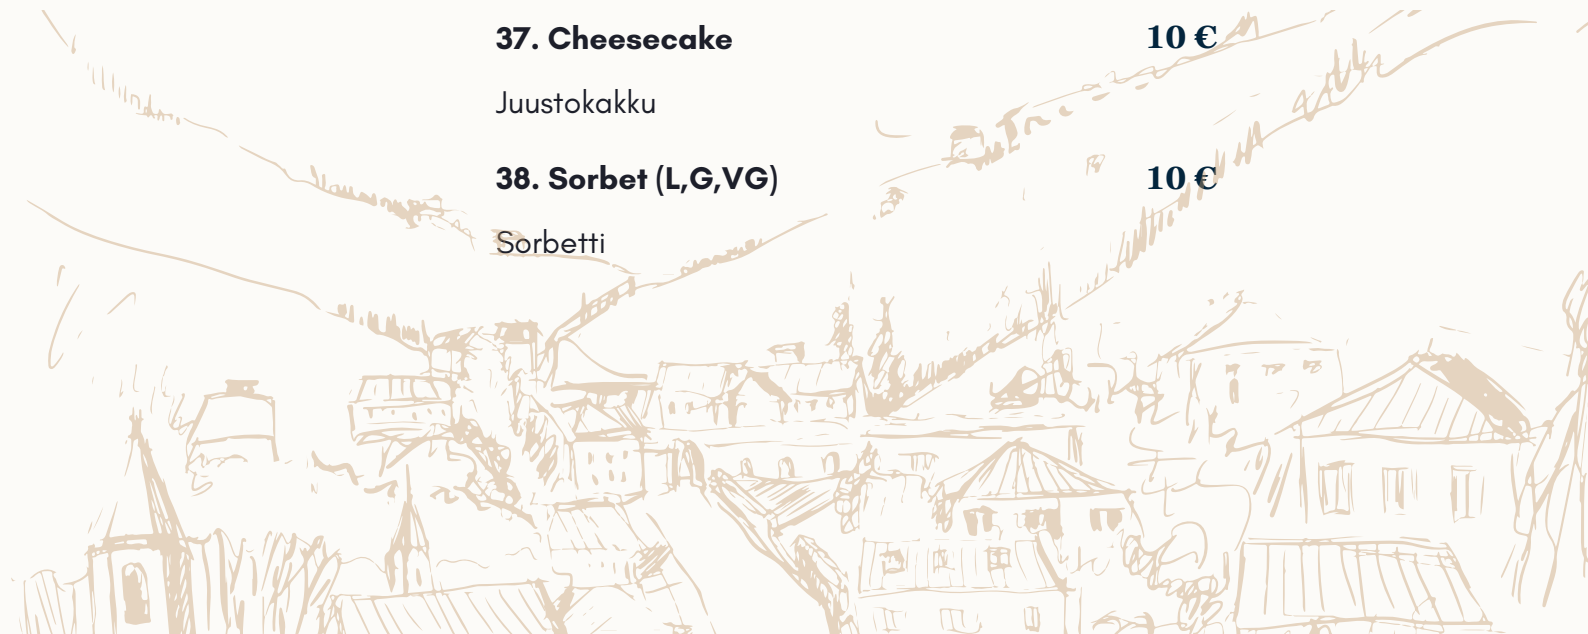 37. Cheesecake 10 €
Juustokakku
38. Sorbet (L,G,VG) 10 €
Sorbetti